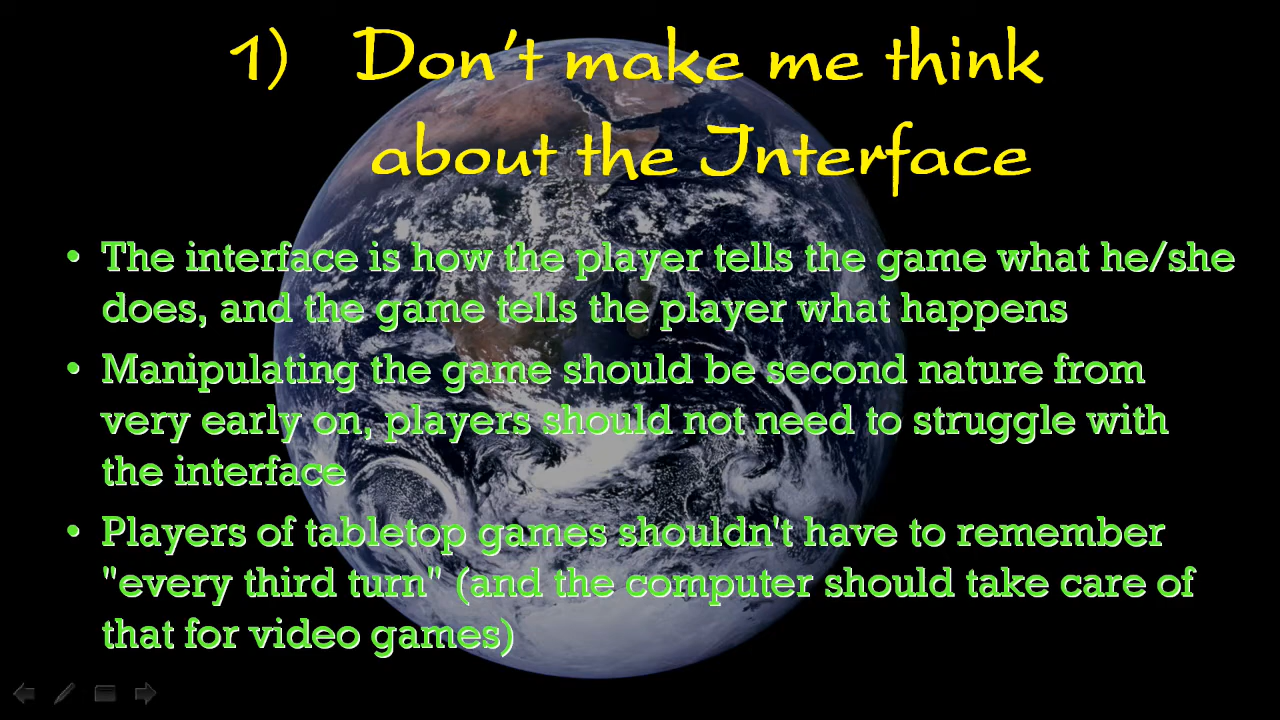 1) Don't make me think
about the Interface
• The interface is how the player tells the game what he/she
does, and the game tells the player what happens
• Manipulating the game should be second nature from
very early on, players should not need to struggle with
the interface
• Players of tabletop games shouldn't have to remember
"every third turn" (and the computer should take care of
that for video games)